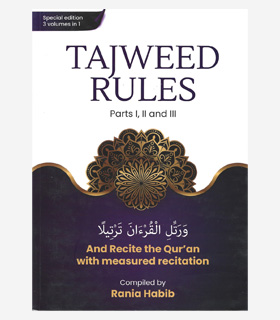 Special edition
3 volumes in 1
TAJWEED
RULES
Parts I, II and III
وَرَتِّلِ الْقُرْءَانَ تَرْتِيلًا
And Recite the Qur'an
with measured recitation
Compiled by
Rania Habib